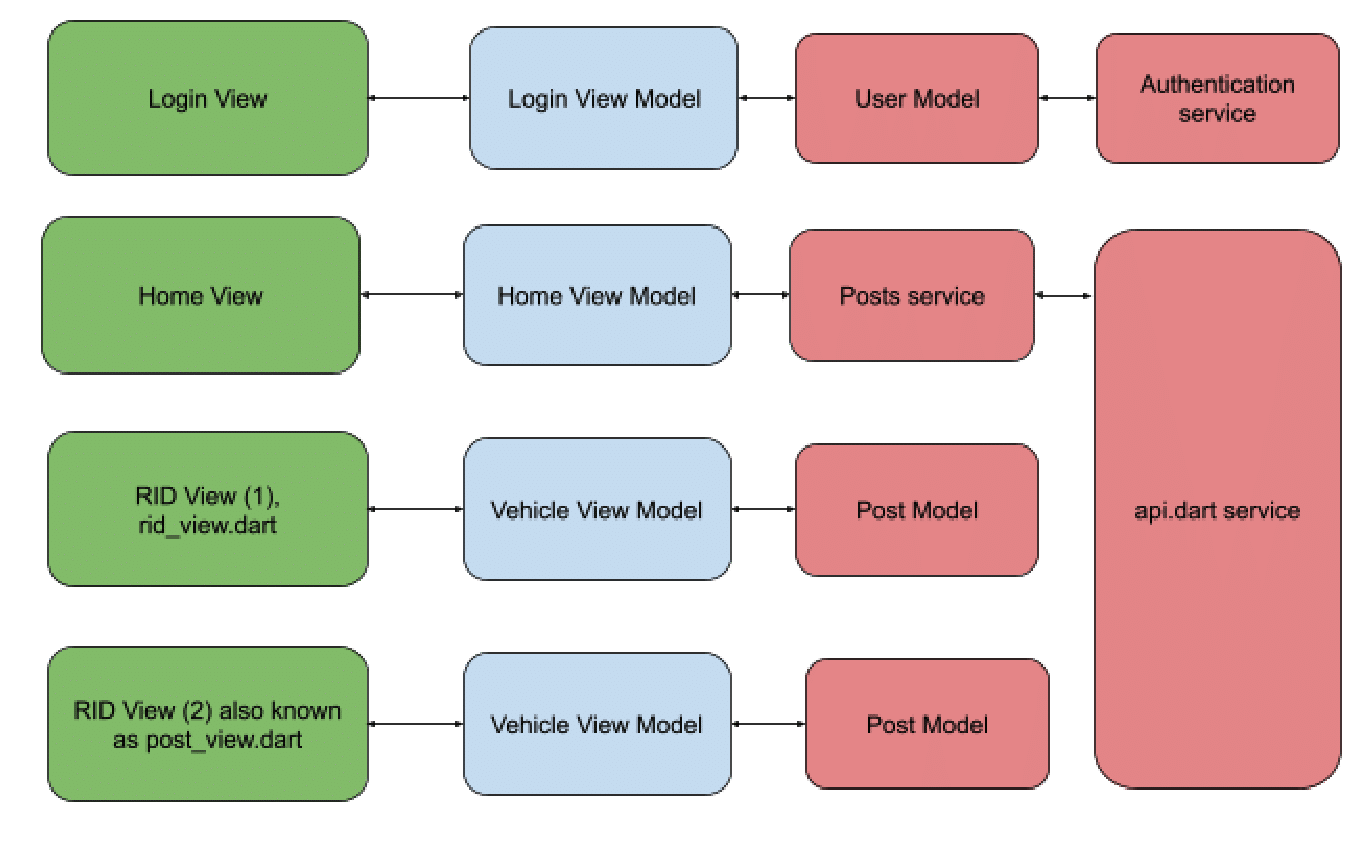 Login View
Login View Model
User Model
Authentication
service
Home View
Home View Model
Posts service
RID View (1),
rid_view.dart
Vehicle View Model
Post Model
api.dart service
RID View (2) also known
as post_view.dart
Vehicle View Model
Post Model